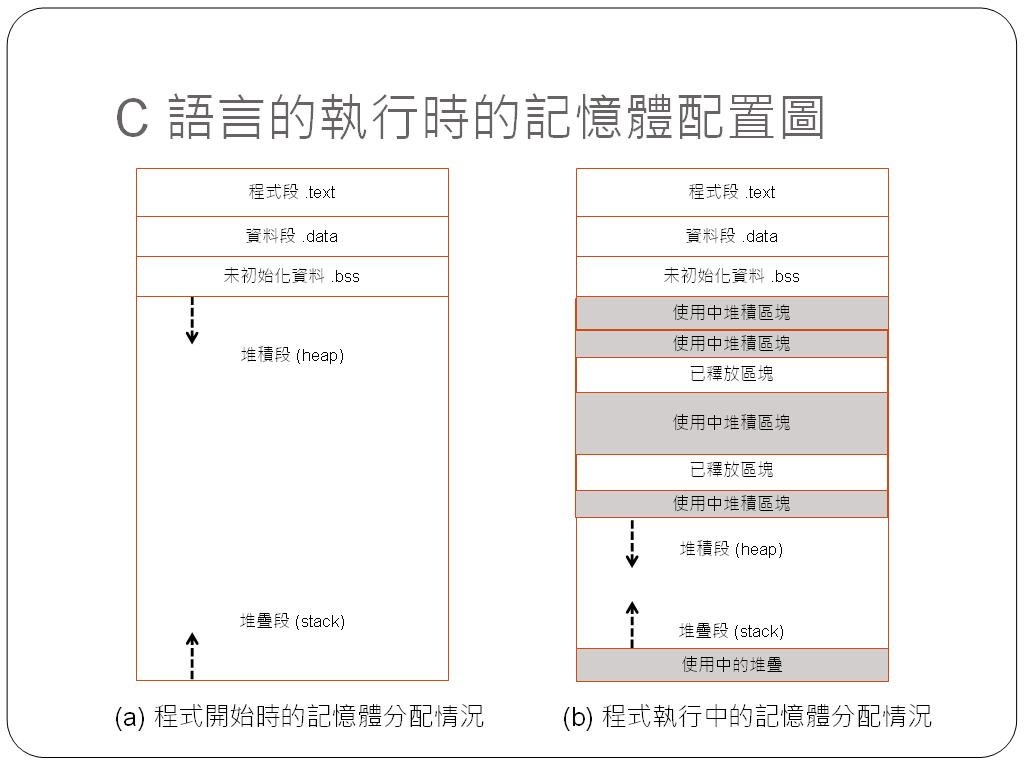 C 語言的執行時的記憶體配置圖
程式段 .text
資料段 .data
未初始化資料 .bss
堆積段 (heap)
堆疊段 (stack)
(a) 程式開始時的記憶體分配情況
程式段 .text
資料段 .data
未初始化資料 .bss
使用中堆積區塊
使用中堆積區塊
已釋放區塊
使用中堆積區塊
已釋放區塊
使用中堆積區塊
堆積段 (heap)
堆疊段 (stack)
使用中的堆疊
(b) 程式執行中的記憶體分配情況